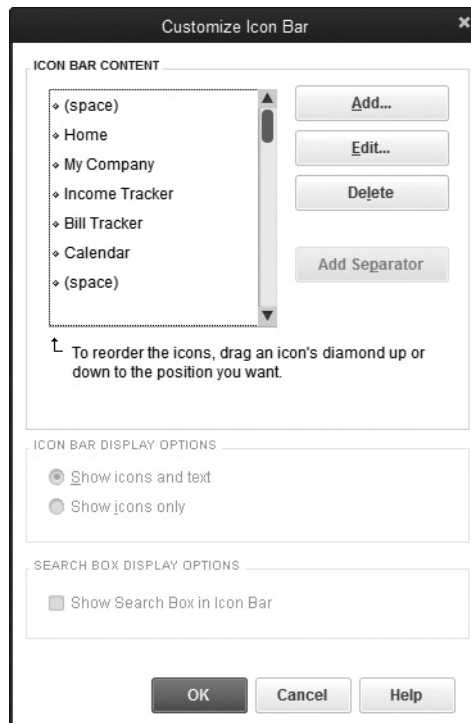 Customize Icon Bar
ICON BAR CONTENT
(space)
Home
My Company
Income Tracker
Bill Tracker
Calendar
(space)
Add...
Edit...
Delete
Add Separator
To reorder the icons, drag an icon's diamond up or
down to the position you want.
ICON BAR DISPLAY OPTIONS
Show icons and text
Show icons only
SEARCH BOX DISPLAY OPTIONS
Show Search Box in Icon Bar
OK
Cancel
Help